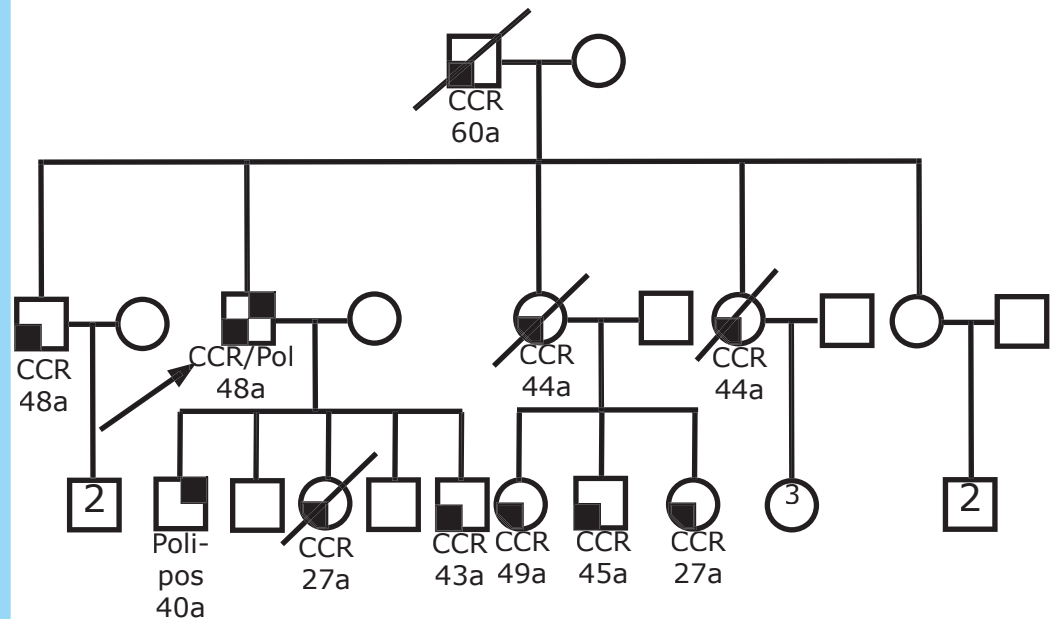 CCR
60a
CCR
48a
CCR/Pol
48a
CCR
44a
CCR
44a
2
Poli-
pos
40a
CCR
27a
CCR
43a
CCR
49a
CCR
45a
CCR
27a
3
2